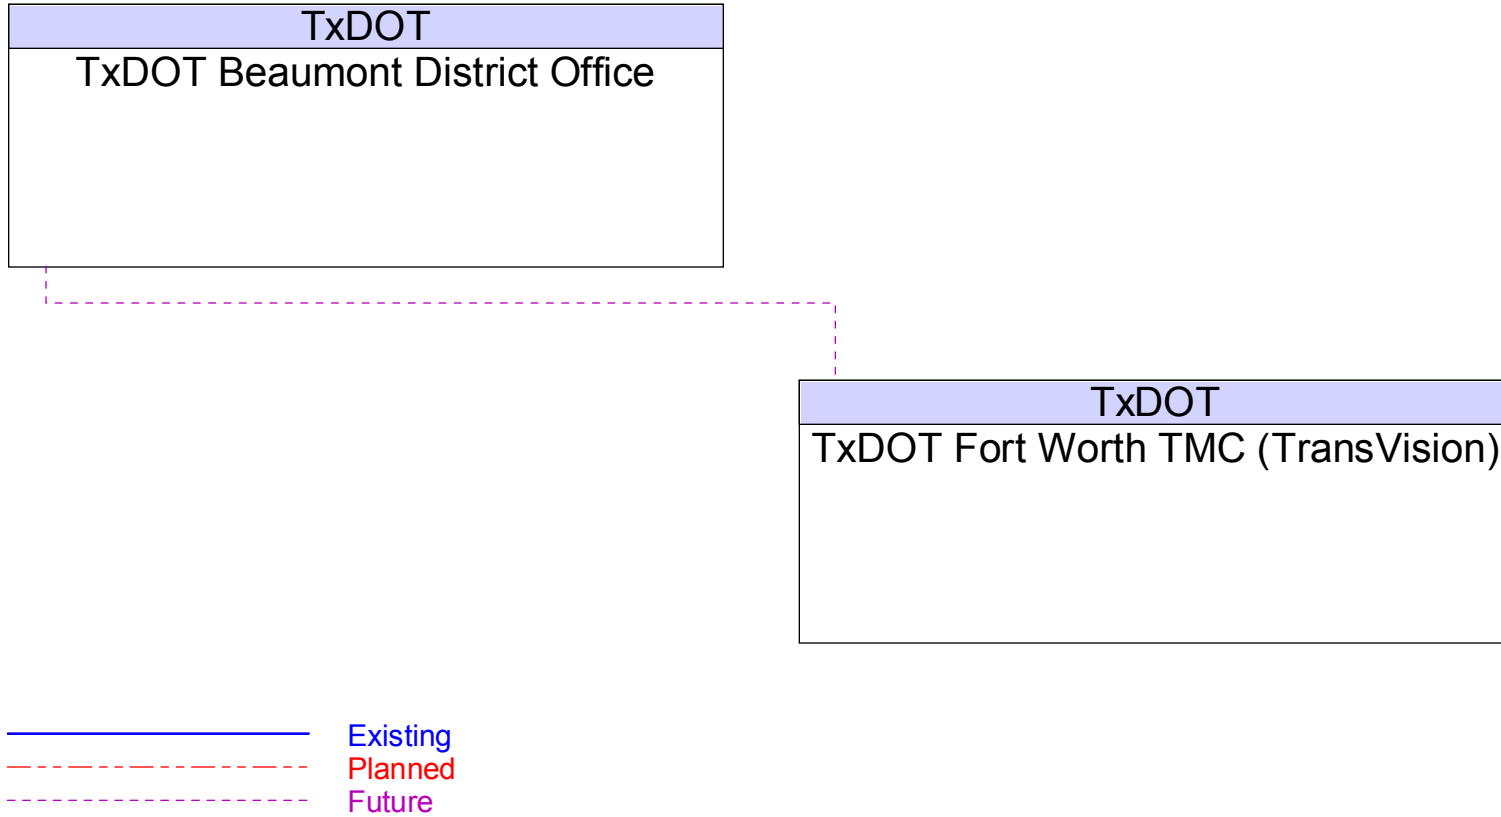 TxDOT
TxDOT Beaumont District Office
TxDOT
TxDOT Fort Worth TMC (TransVision)
Existing
Planned
Future